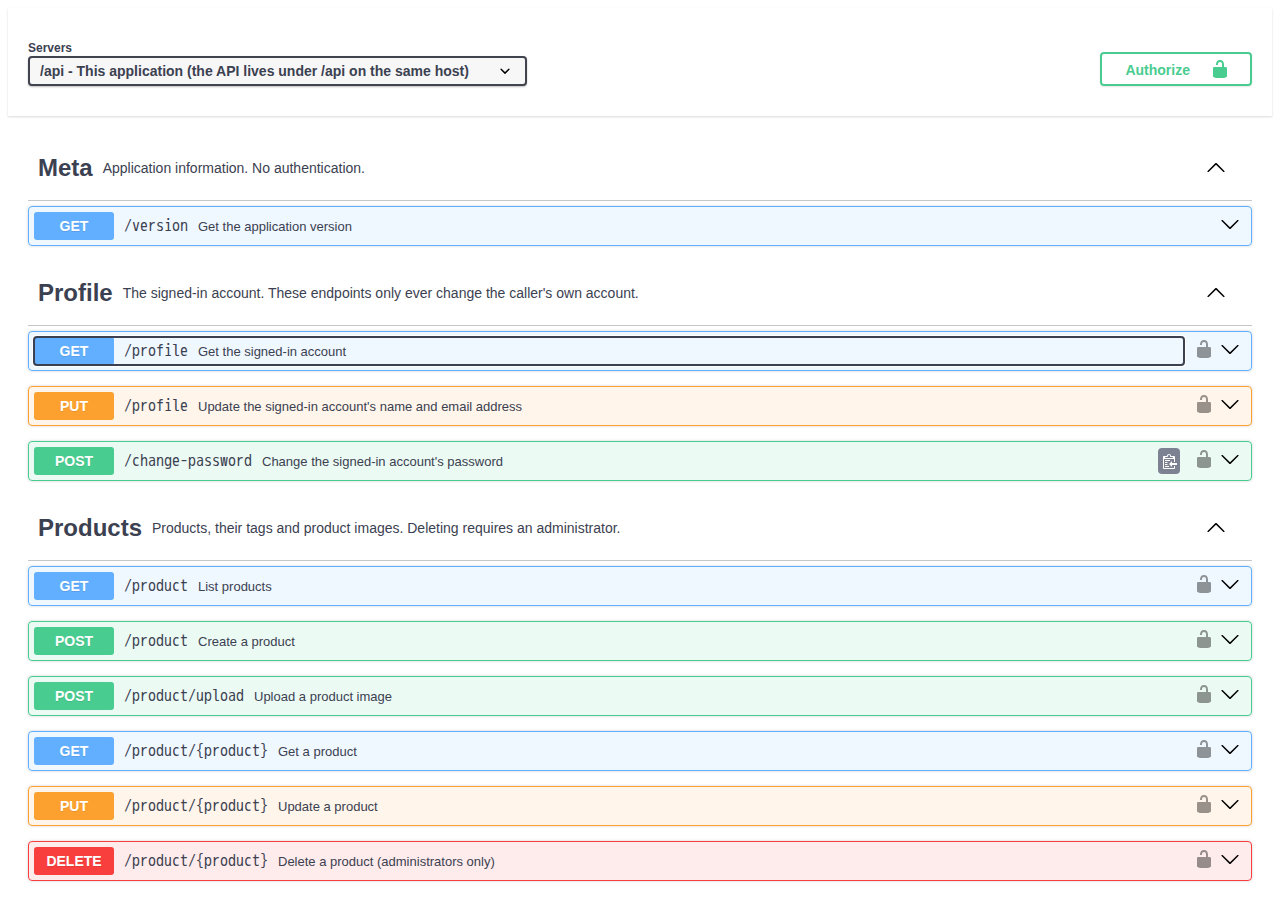 Servers
/api - This application (the API lives under /api on the same host)
Authorize
Meta Application information. No authentication.
GET /version Get the application version
Profile The signed-in account. These endpoints only ever change the caller's own account.
GET /profile Get the signed-in account
PUT /profile Update the signed-in account's name and email address
POST /change-password Change the signed-in account's password
Products Products, their tags and product images. Deleting requires an administrator.
GET /product List products
POST /product Create a product
POST /product/upload Upload a product image
GET /product/{product} Get a product
PUT /product/{product} Update a product
DELETE /product/{product} Delete a product (administrators only)